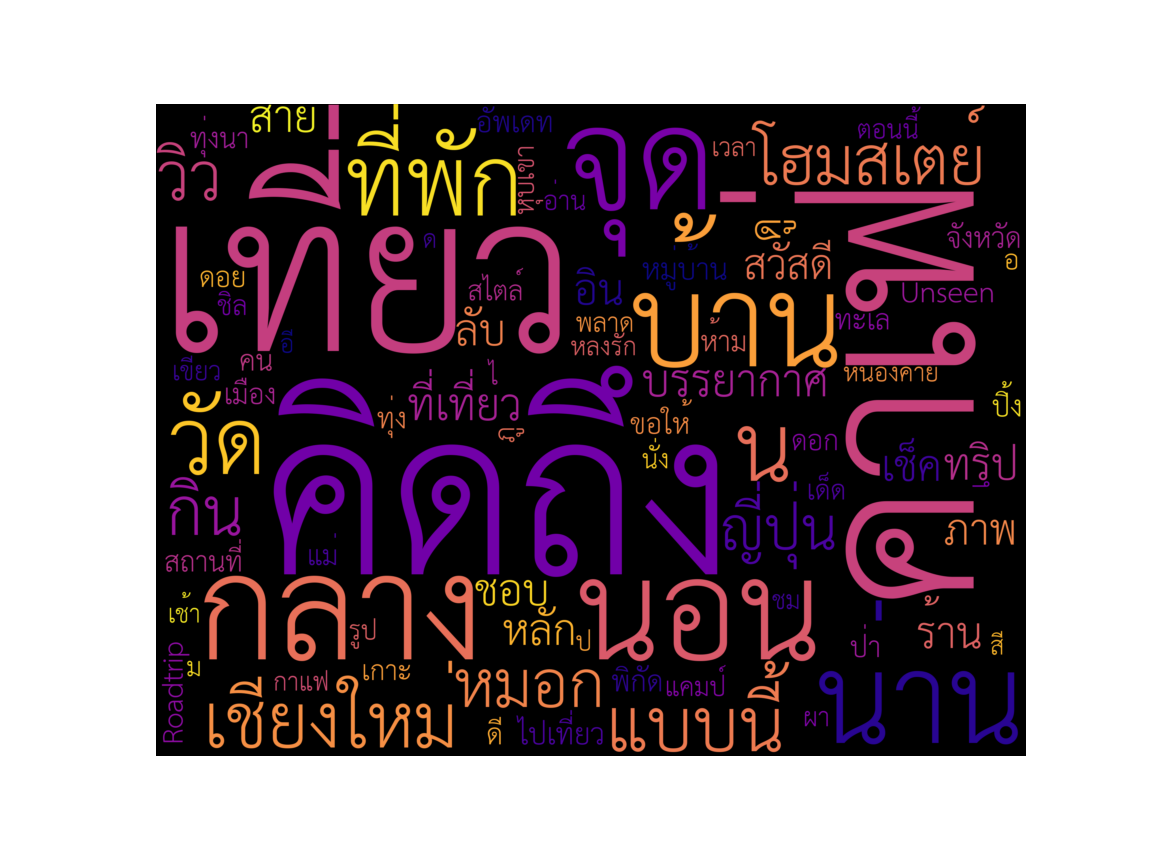 สาย
อัพเดท
ทุ่งนา
วิว
ที่พัก
หุบเขา
อ่าน
จุด
เวลา
โฮมสเตย์
ตอนนี้
เที่ยว
ด
ดอย
ชิล
สไตล์
ลับ
อิน
หมู่บ้าน
สวัสดี
บ้าน
คาเฟ่
จังหวัด
อ
Unseen
ทะเล
พลาด
หลงรัก
ห้าม
อี
คน
เขียว
เมือง
ทุ่ง
ที่เที่ยว
บรรยากาศ
หนองคาย
ปิ้ง
วัด
คิดถึง
ขอให้
นั่ง
น
ดอก
เช็ค
ทริป
เด็ด
กิน
ญี่ปุ่น
ภาพ
สถานที่
แม่
ชอบ
นอน
ชม
เช้า
กลาง
รูป
หลัก
ป
ป่า
ร้าน
สี
Roadtrip
ม
กาแฟ
เกาะ
หมอก
พิกัด
แคมป์
น่าน
เชียงใหม่
ดี
ไปเที่ยว
แบบนี้
ผา